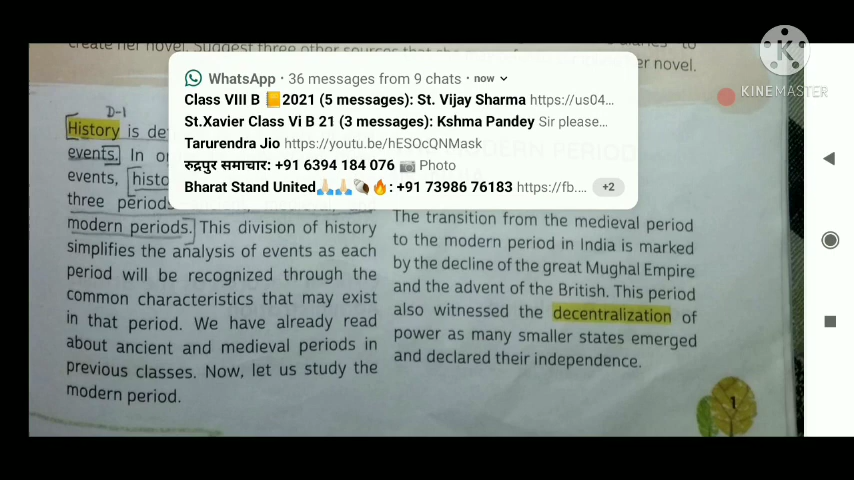 create her novel. Suggest three other sources that she
to
her novel.
KINEMASTER
WhatsApp · 36 messages from 9 chats · now
Class VIII B 📒2021 (5 messages): St. Vijay Sharma https://us04...
St.Xavier Class Vi B 21 (3 messages): Kshma Pandey Sir please...
Tarurendra Jio https://youtu.be/hESOcQNMask
रुद्रपुर समाचार: +91 6394 184 076 📷 Photo
Bharat Stand United🙏🏻🙏🏻🪶🔥: +91 73986 76183 https://fb.... +2
D-1
History is de
events. In
events, histo
three periods
modern periods. This division of history
simplifies the analysis of events as each
period will be recognized through the
common characteristics that may exist
in that period. We have already read
about ancient and medieval periods in
previous classes. Now, let us study the
modern period.
The transition from the medieval period
to the modern period in India is marked
by the decline of the great Mughal Empire
and the advent of the British. This period
also witnessed the decentralization of
power as many smaller states emerged
and declared their independence.
1